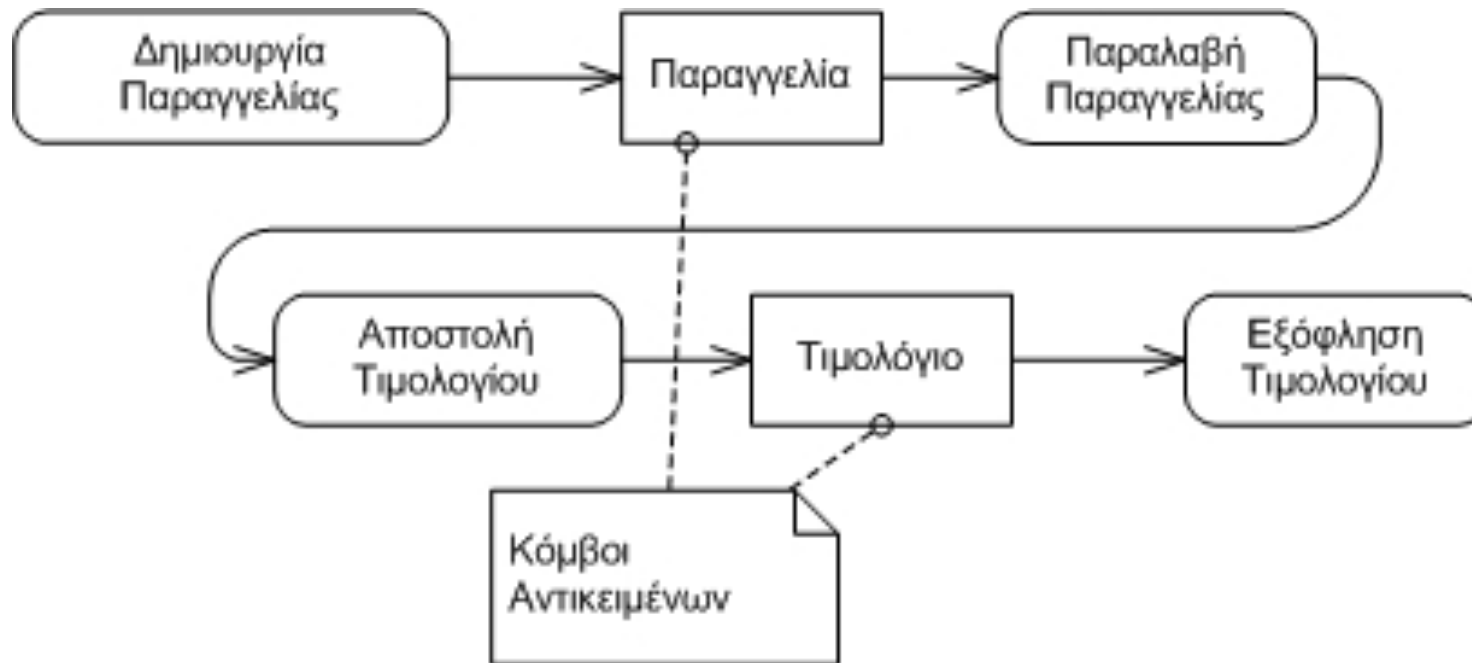 Δημιουργία
Παραγγελίας
Παραγγελία
Παραλαβή
Παραγγελίας
Αποστολή
Τιμολογίου
Τιμολόγιο
Εξόφληση
Τιμολογίου
Κόμβοι
Αντικειμένων